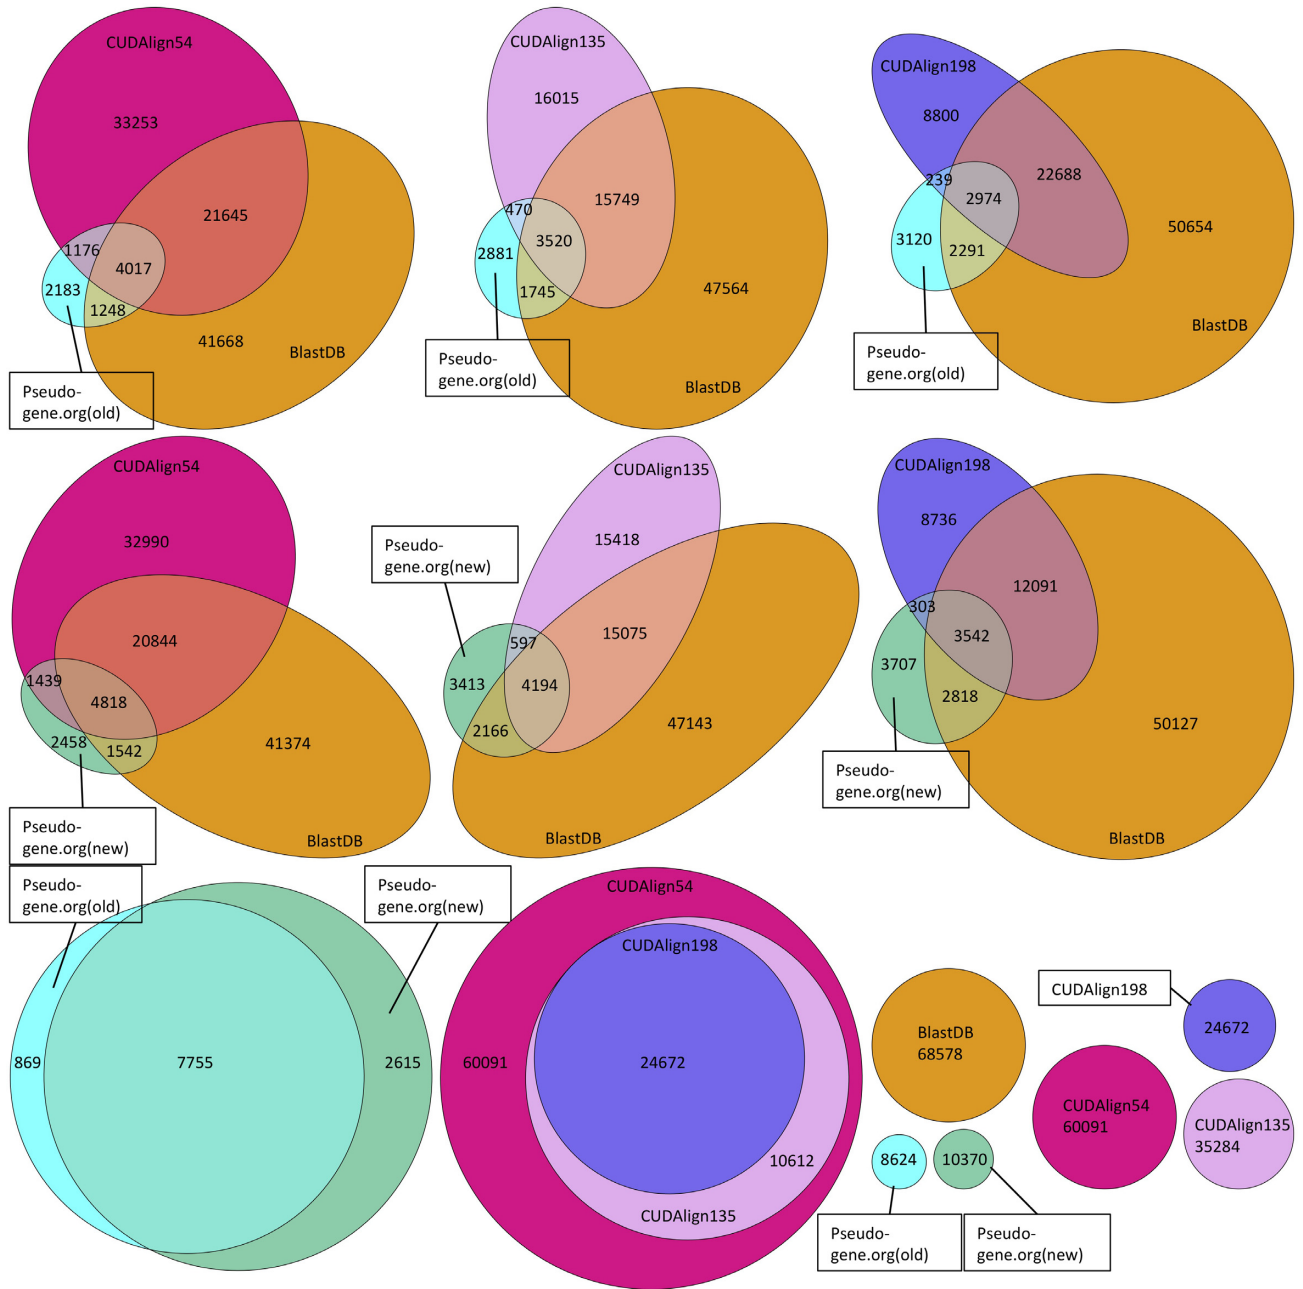 CUDAlign54
33253
21645
1176
4017
2183
1248
41668
BlastDB
Pseudo-
gene.org(old)
CUDAlign135
16015
15749
470
3520
2881
1745
47564
BlastDB
Pseudo-
gene.org(old)
CUDAlign198
8800
22688
239
2974
3120
2291
50654
BlastDB
Pseudo-
gene.org(old)
CUDAlign54
32990
20844
1439
4818
2458
1542
41374
BlastDB
Pseudo-
gene.org(new)
CUDAlign135
15418
Pseudo-
gene.org(new)
597
15075
3413
4194
2166
47143
BlastDB
CUDAlign198
8736
12091
303
3542
3707
2818
50127
BlastDB
Pseudo-
gene.org(new)
Pseudo-
gene.org(old)
Pseudo-
gene.org(new)
869
7755
2615
CUDAlign54
CUDAlign198
60091
24672
10612
CUDAlign135
BlastDB
68578
CUDAlign198
24672
CUDAlign54
60091
CUDAlign135
35284
8624
10370
Pseudo-
gene.org(old)
Pseudo-
gene.org(new)